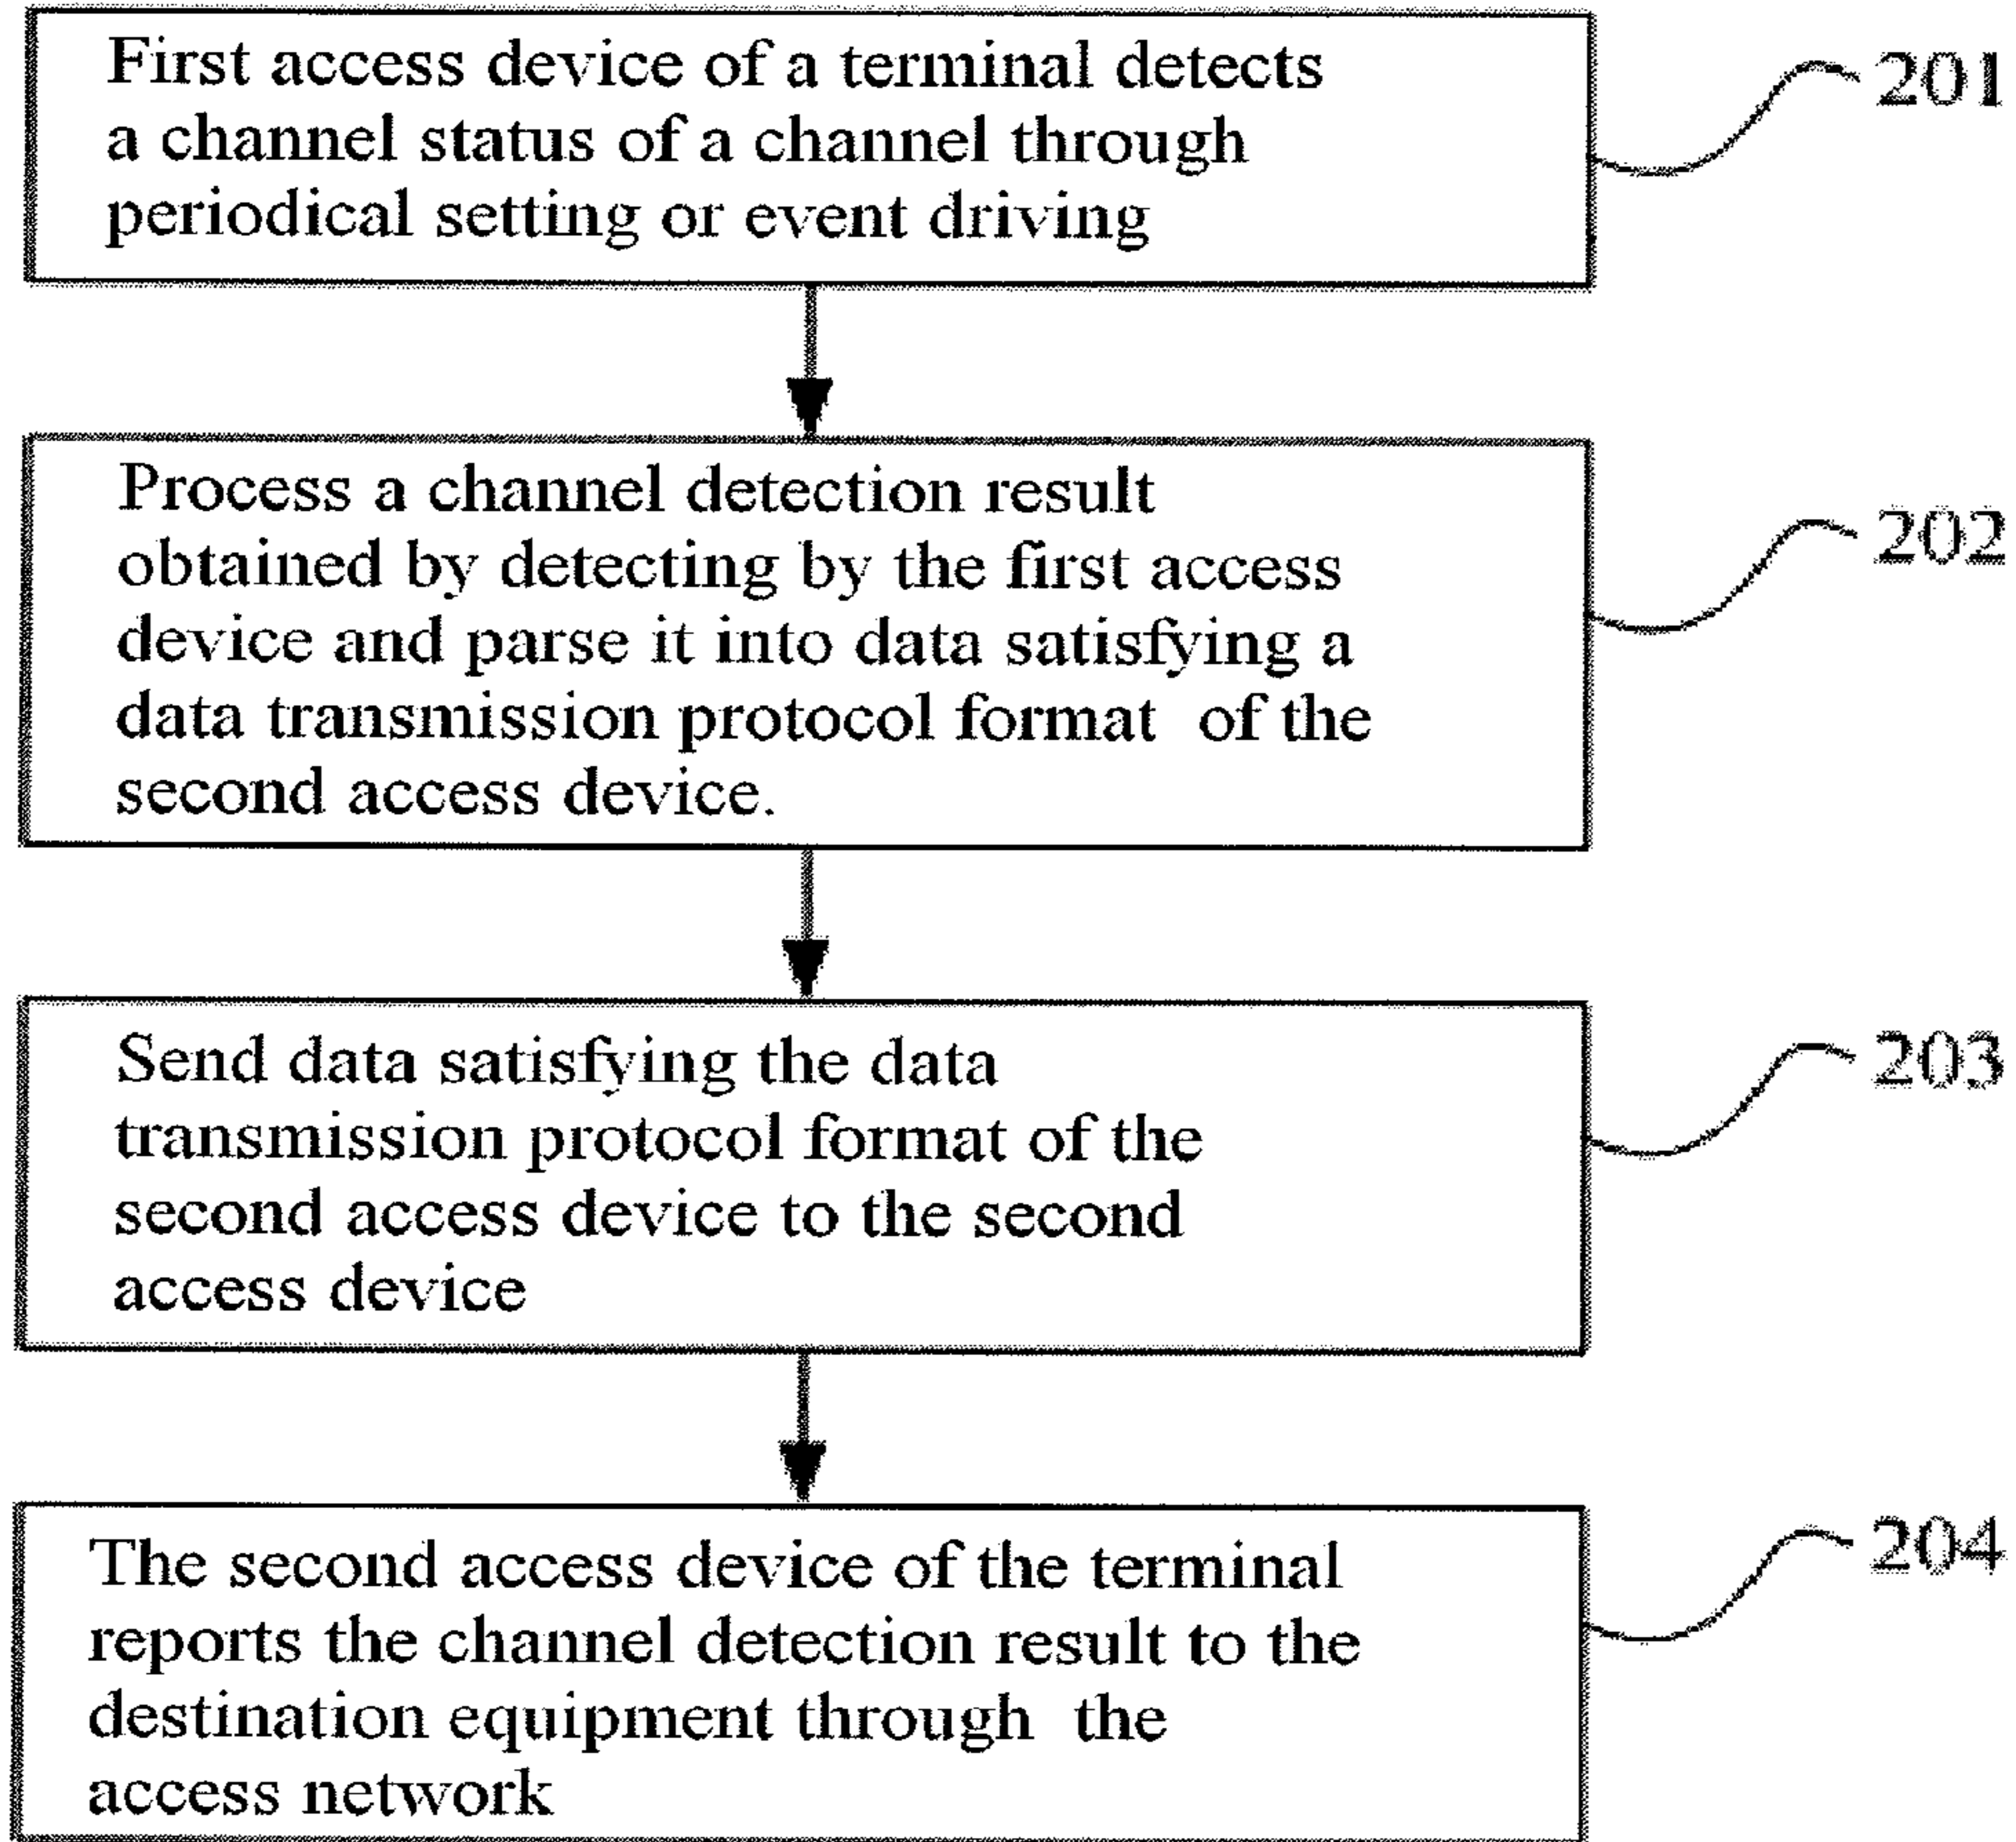 First access device of a terminal detects
a channel status of a channel through
periodical setting or event driving
201
Process a channel detection result
obtained by detecting by the first access
device and parse it into data satisfying a
data transmission protocol format of the
second access device.
202
Send data satisfying the data
transmission protocol format of the
second access device to the second
access device
203
The second access device of the terminal
reports the channel detection result to the
destination equipment through the
access network
204